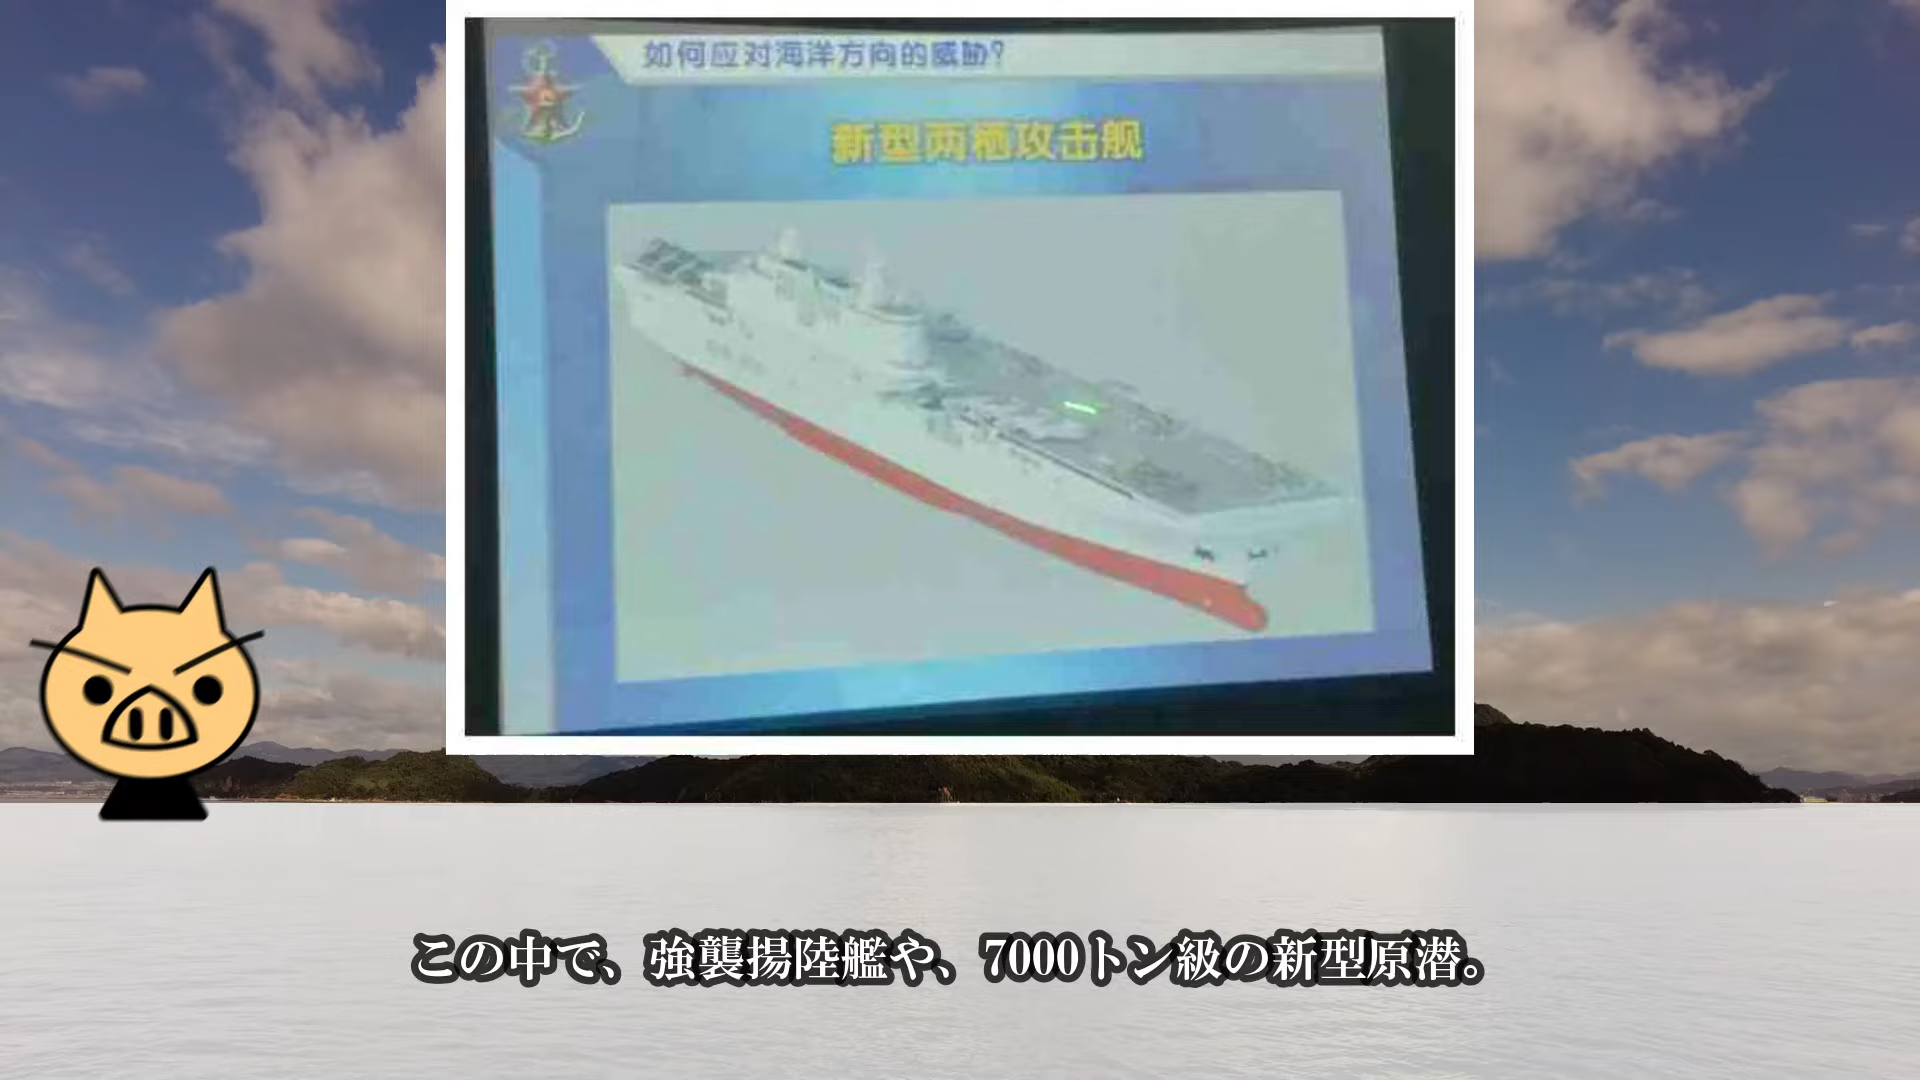 如何应对海洋方向的威胁?
新型两栖攻击舰
この中で、強襲揚陸艦や、7000トン級の新型原潜。